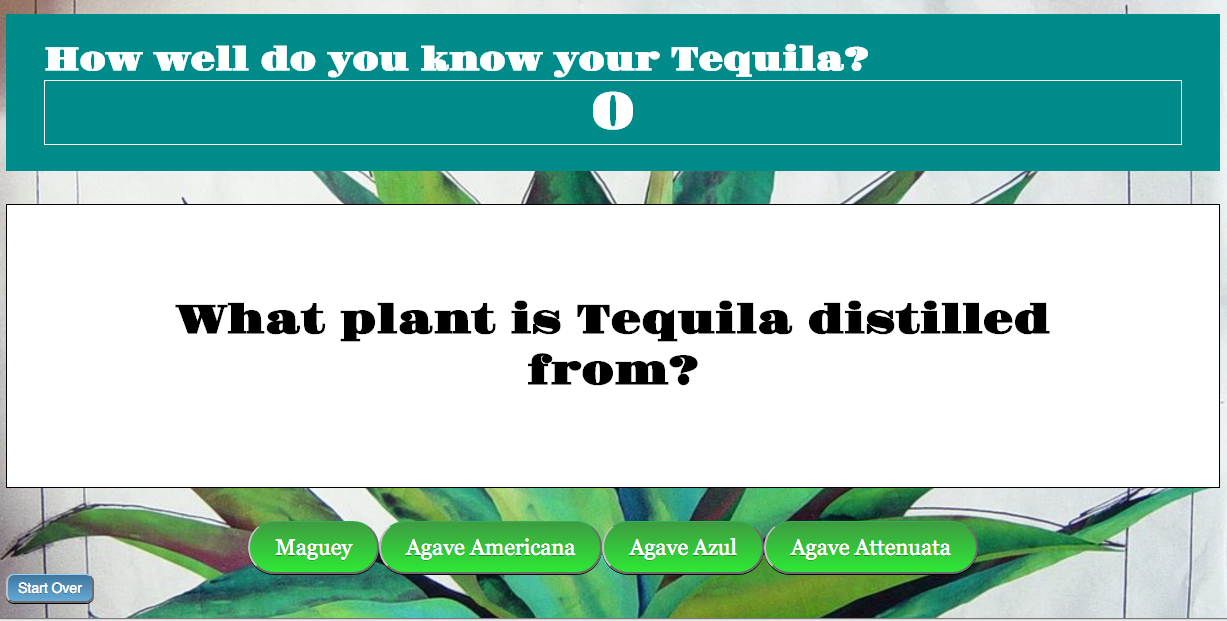 How well do you know your Tequila?
0
What plant is Tequila distilled
from?
Maguey
Agave Americana
Agave Azul
Agave Attenuata
Start Over